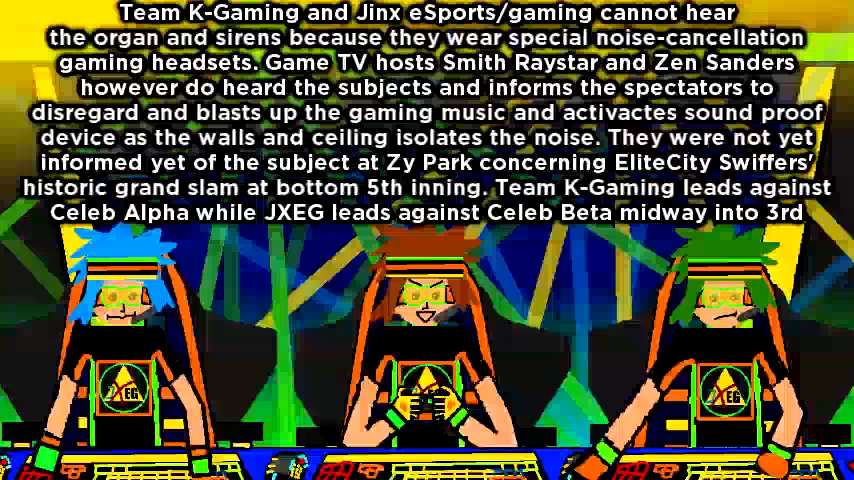 Team K-Gaming and Jinx eSports/gaming cannot hear
the organ and sirens because they wear special noise-cancellation
gaming headsets. Game TV hosts Smith Raystar and Zen Sanders
however do heard the subjects and informs the spectators to
disregard and blasts up the gaming music and activactes sound proof
device as the walls and ceiling isolates the noise. They were not yet
informed yet of the subject at Zy Park concerning EliteCity Swiffers'
historic grand slam at bottom 5th inning. Team K-Gaming leads against
Celeb Alpha while JXEG leads against Celeb Beta midway into 3rd
JXEG
JXEG